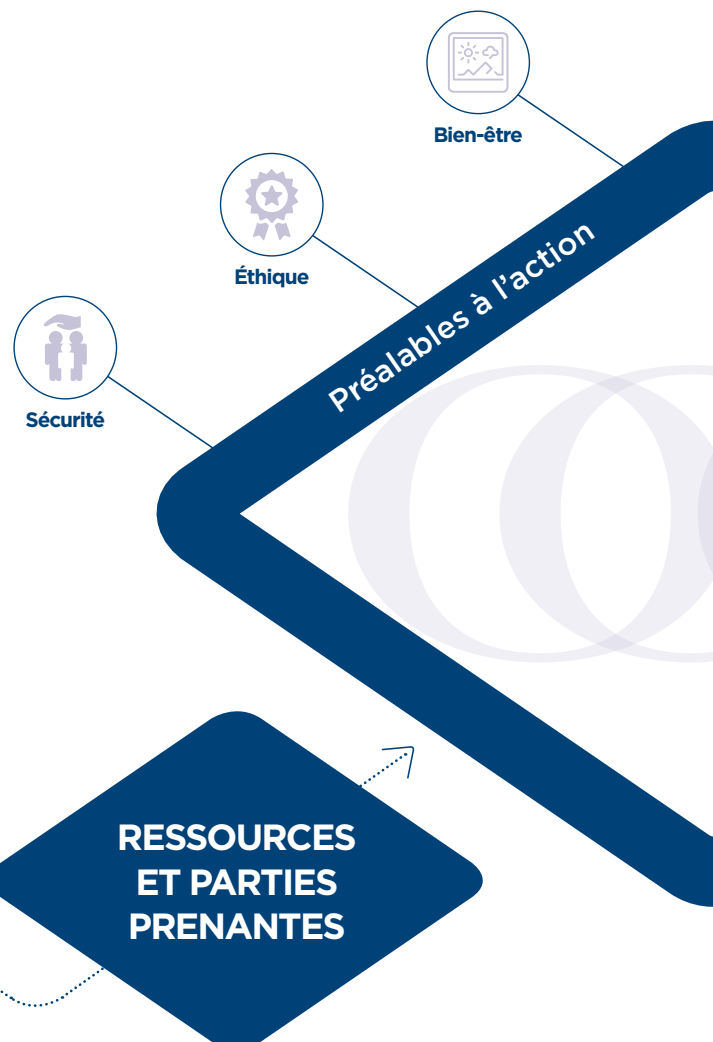 Bien-être
Éthique
Préalables à l’action
Sécurité
RESSOURCES
ET PARTIES
PRENANTES